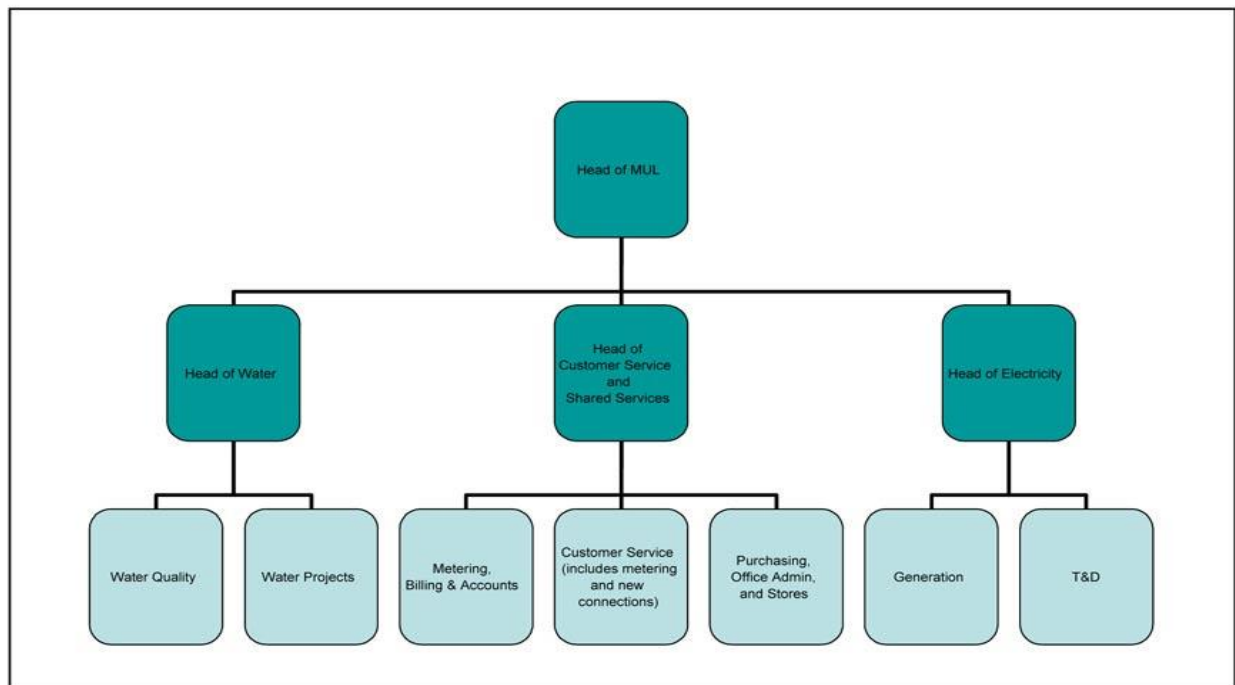 Head of MUL
Head of Water
Head of
Customer Service
and
Shared Services
Head of Electricity
Water Quality
Water Projects
Metering,
Billing & Accounts
Customer Service
(includes metering
and new
connections)
Purchasing,
Office Admin,
and Stores
Generation
T&D